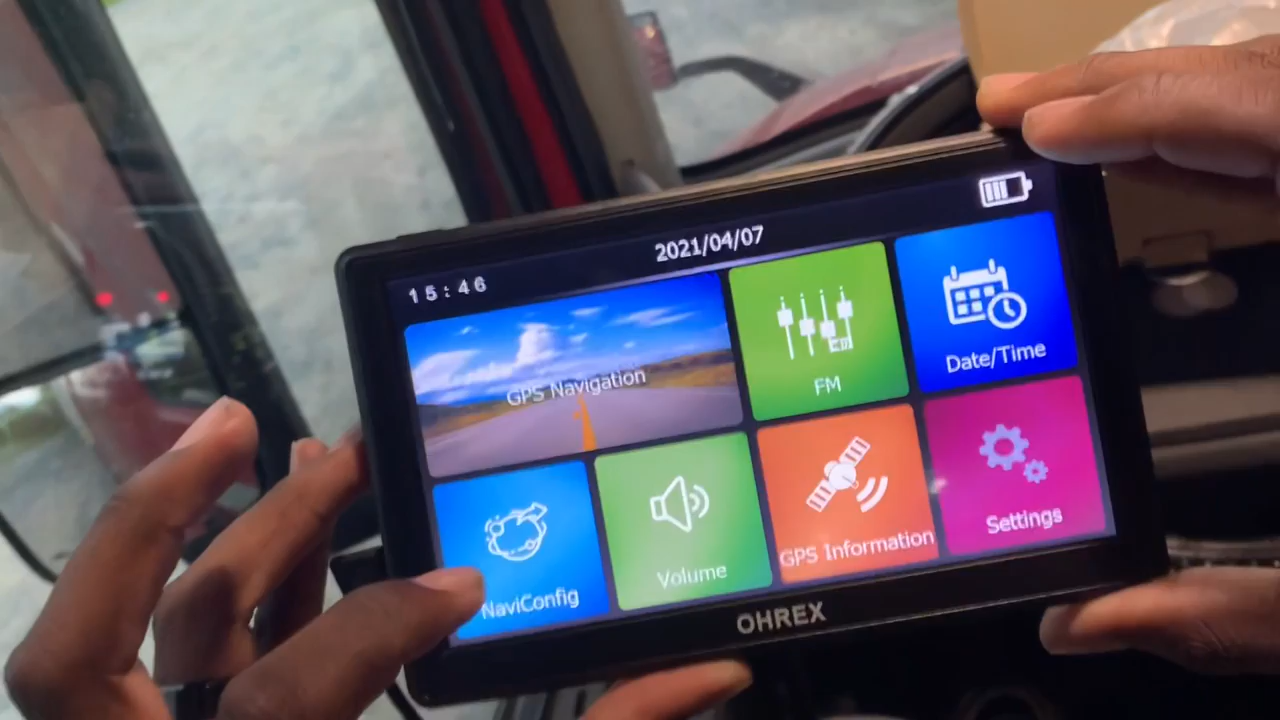 2021/04/07
15:46
GPS Navigation
FM
Date/Time
NaviConfig
Volume
GPS Information
Settings
OHREX